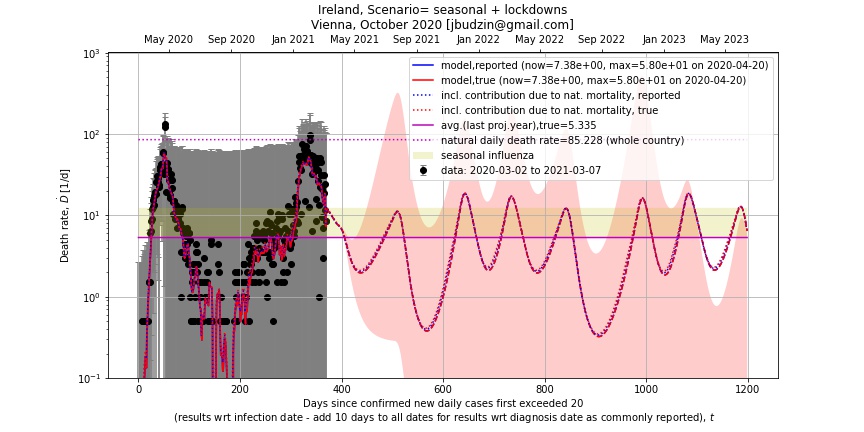 Ireland, Scenario= seasonal + lockdowns
Vienna, October 2020 [jbudzin@gmail.com]
May 2020 Sep 2020 Jan 2021 May 2021 Sep 2021 Jan 2022 May 2022 Sep 2022 Jan 2023 May 2023
model,reported (now=7.38e+00, max=5.80e+01 on 2020-04-20)
model,true (now=7.38e+00, max=5.80e+01 on 2020-04-20)
incl. contribution due to nat. mortality, reported
incl. contribution due to nat. mortality, true
avg.(last proj.year),true=5.335
natural daily death rate=85.228 (whole country)
seasonal influenza
data: 2020-03-02 to 2021-03-07
Death rate, Ḋ [1/d]
10³
10²
10¹
10⁰
10⁻¹
0 200 400 600 800 1000 1200
Days since confirmed new daily cases first exceeded 20
(results wrt infection date - add 10 days to all dates for results wrt diagnosis date as commonly reported), t